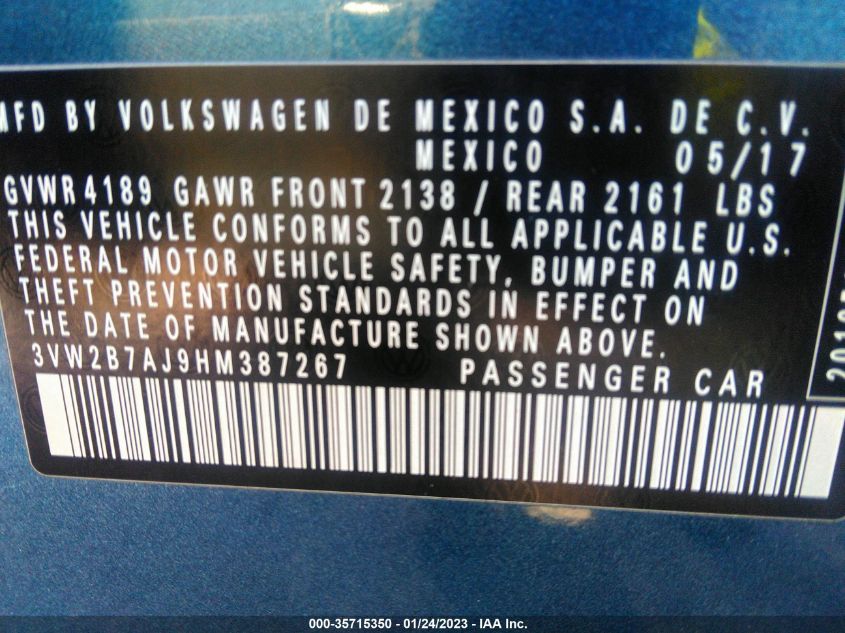 MFD BY VOLKSWAGEN DE MEXICO S.A. DE C.V.
MEXICO 05/17
GVWR 4189 GAWR FRONT 2138 / REAR 2161 LBS
THIS VEHICLE CONFORMS TO ALL APPLICABLE U.S.
FEDERAL MOTOR VEHICLE SAFETY, BUMPER AND
THEFT PREVENTION STANDARDS IN EFFECT ON
THE DATE OF MANUFACTURE SHOWN ABOVE.
3VW2B7AJ9HM387267 PASSENGER CAR
000-35715350 - 01/24/2023 - IAA Inc.